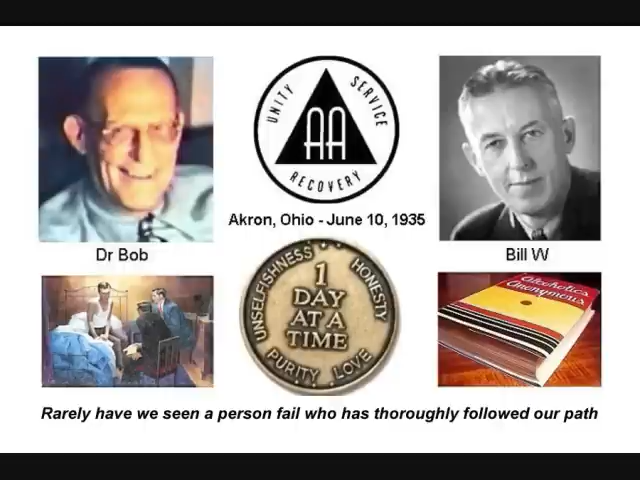 UNITY
SERVICE
AA
RECOVERY
Akron, Ohio - June 10, 1935
Dr Bob
Bill W
UNSELFISHNESS
HONESTY
1
DAY
AT A
TIME
PURITY
LOVE
Alcoholics
Anonymous
Rarely have we seen a person fail who has thoroughly followed our path